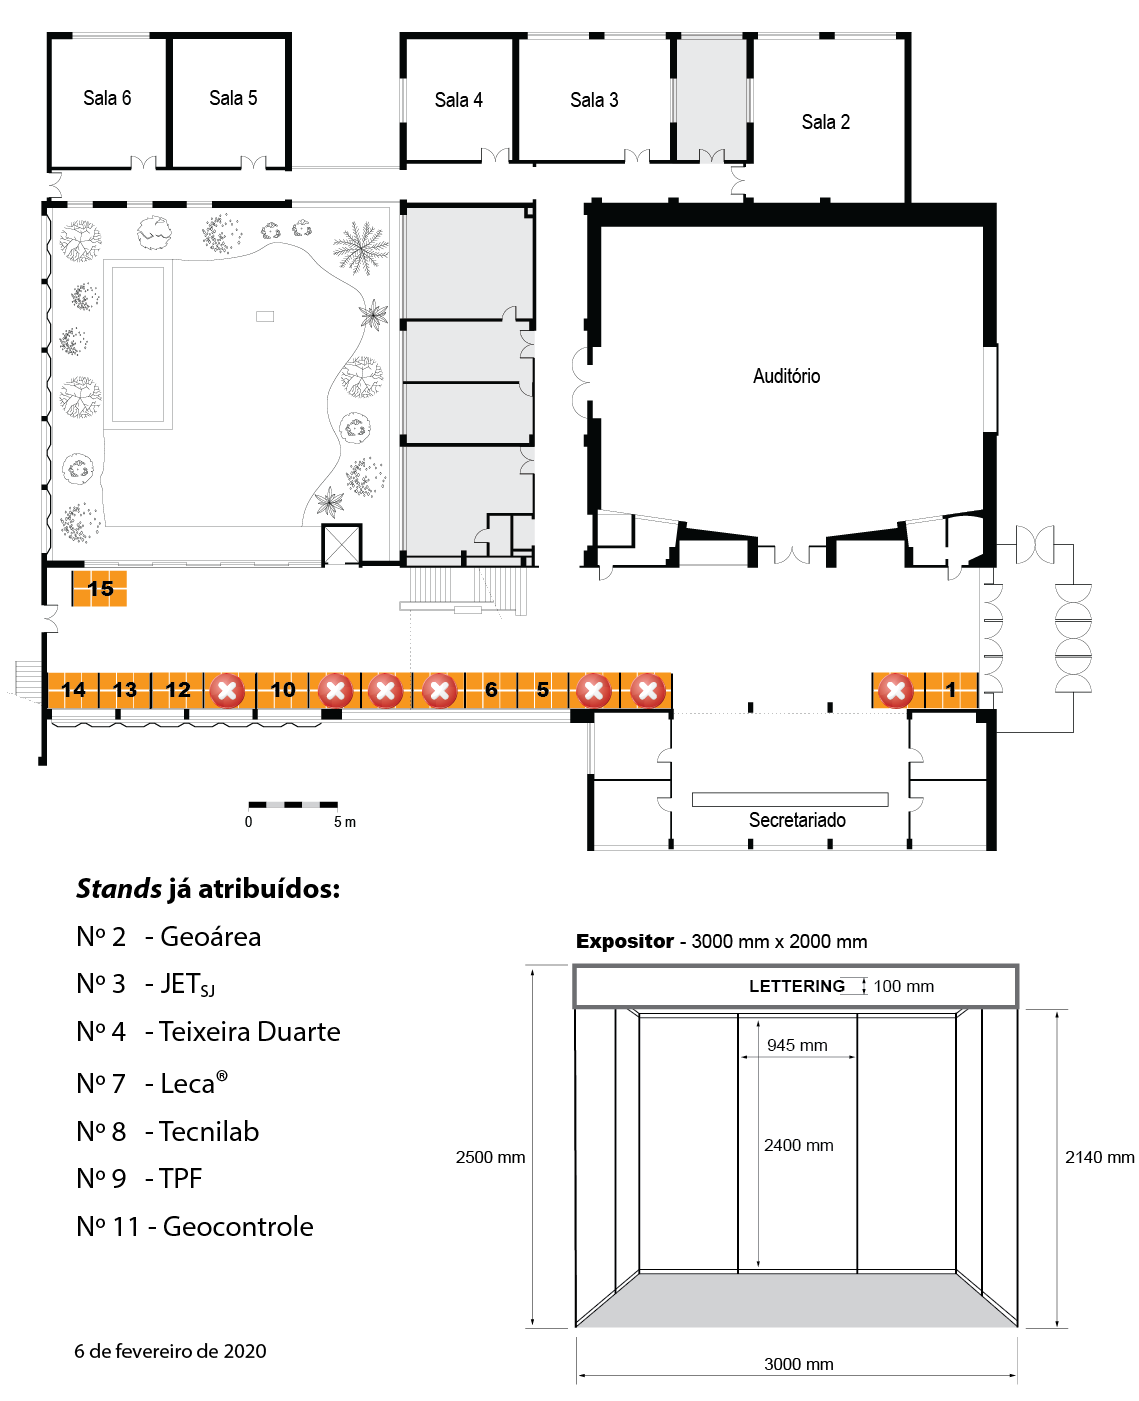 Sala 6
Sala 5
Sala 4
Sala 3
Sala 2
Auditório
15
14 13 12 10 6 5 1
0 5 m
Secretariado
Stands já atribuídos:
Nº 2 - Geoárea
Nº 3 - JETSJ
Nº 4 - Teixeira Duarte
Nº 7 - Leca®
Nº 8 - Tecnilab
Nº 9 - TPF
Nº 11 - Geocontrole
6 de fevereiro de 2020
Expositor - 3000 mm x 2000 mm
LETTERING 100 mm
945 mm
2400 mm
2500 mm
2140 mm
3000 mm